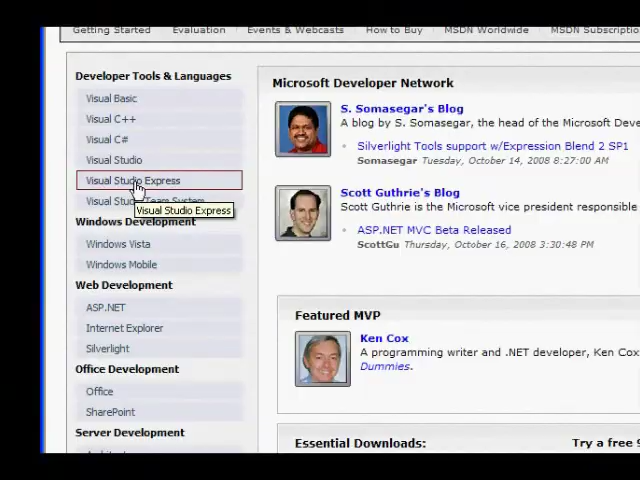 Getting Started Evaluation Events & Webcasts How to Buy MSDN Worldwide MSDN Subscriptio
Developer Tools & Languages
Visual Basic
Visual C++
Visual C#
Visual Studio
Visual Studio Express
Visual Studio Team System
Visual Studio Express
Windows Development
Windows Vista
Windows Mobile
Web Development
ASP.NET
Internet Explorer
Silverlight
Office Development
Office
SharePoint
Server Development
Microsoft Developer Network
S. Somasegar's Blog
A blog by S. Somasegar, the head of the Microsoft Deve
Silverlight Tools support w/Expression Blend 2 SP1
Somasegar Tuesday, October 14, 2008 8:27:00 AM
Scott Guthrie's Blog
Scott Guthrie is the Microsoft vice president responsible
ASP.NET MVC Beta Released
ScottGu Thursday, October 16, 2008 3:30:48 PM
Featured MVP
Ken Cox
A programming writer and .NET developer, Ken Cox
Dummies.
Essential Downloads: Try a free 9